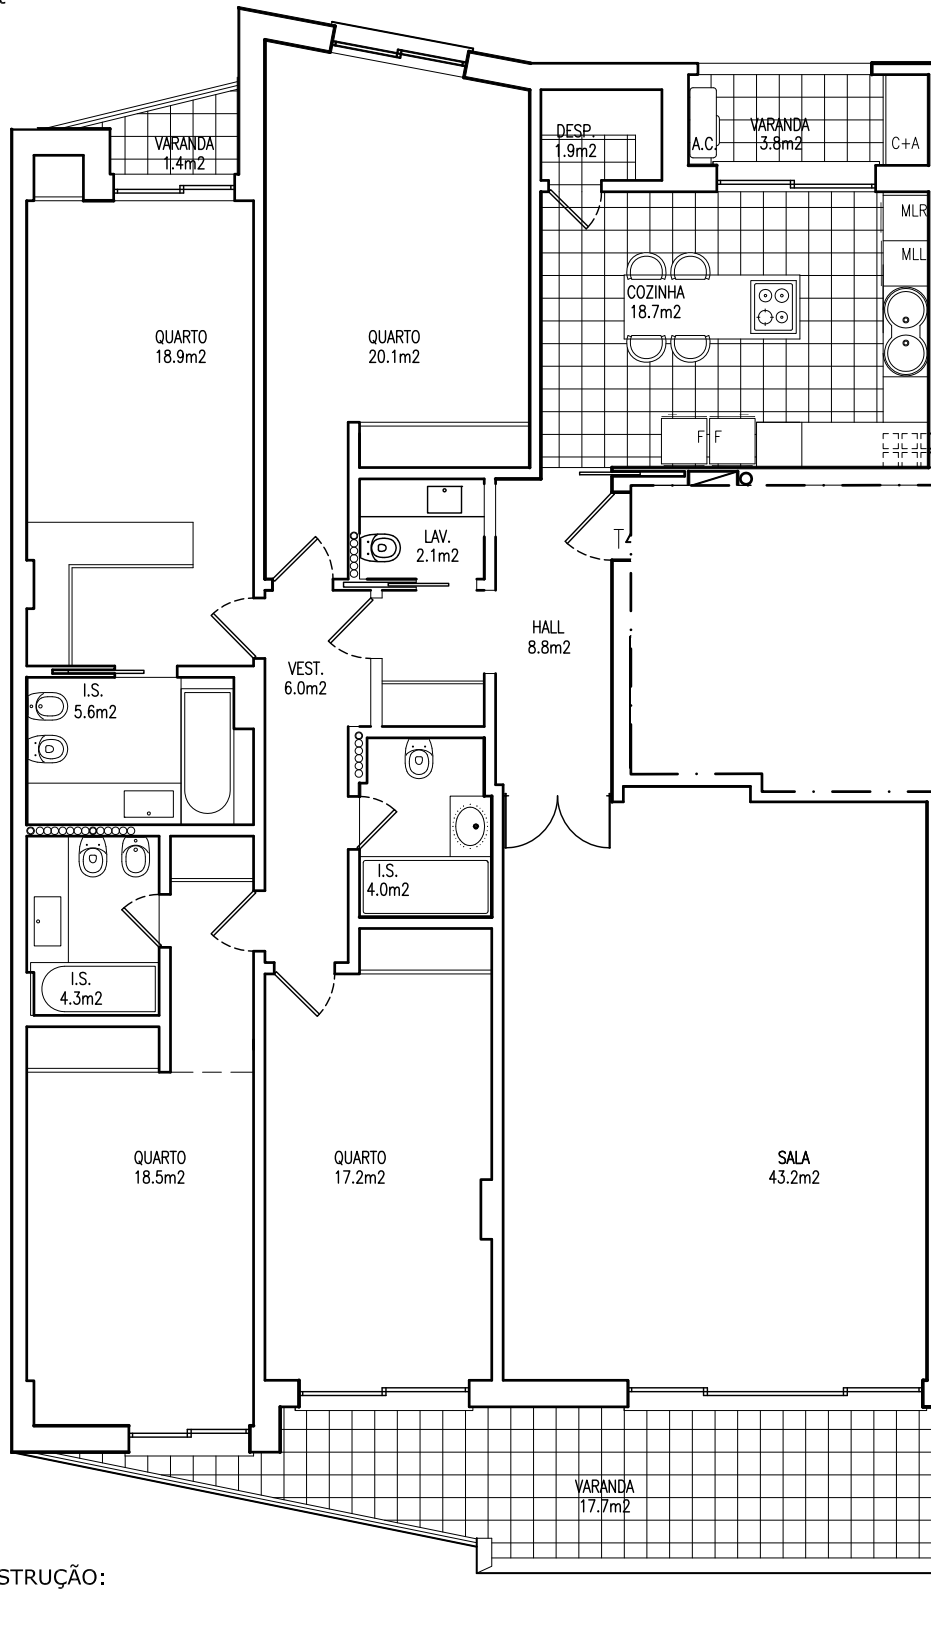 VARANDA
1.4m2
DESP.
1.9m2
A.C.
VARANDA
3.8m2
C+A
MLR
MLL
COZINHA
18.7m2
QUARTO
18.9m2
QUARTO
20.1m2
F F
LAV.
2.1m2
T4
HALL
8.8m2
VEST.
6.0m2
I.S.
5.6m2
I.S.
4.0m2
I.S.
4.3m2
QUARTO
18.5m2
QUARTO
17.2m2
SALA
43.2m2
VARANDA
17.7m2
STRUÇÃO: